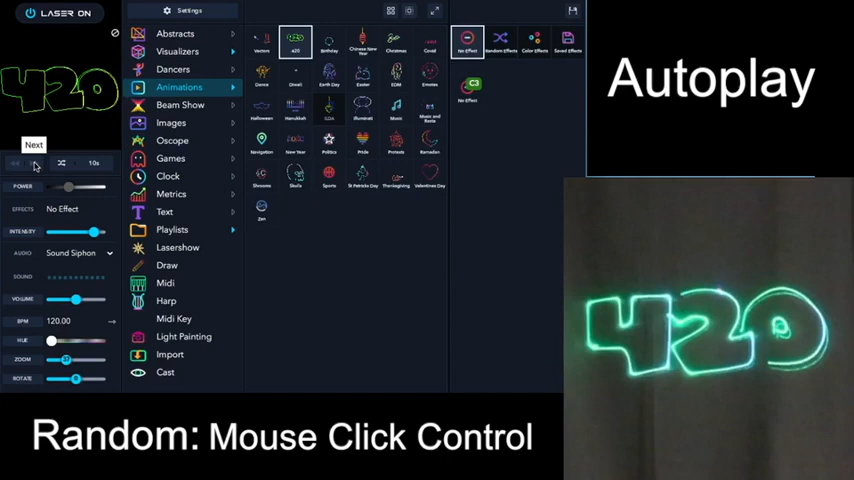 LASER ON
420
Next
10s
POWER
EFFECTS No Effect
INTENSITY
AUDIO Sound Siphon
SOUND
VOLUME
BPM 120.00
HUE
ZOOM 37
ROTATE 0
Settings
Abstracts
Visualizers
Dancers
Animations
Beam Show
Images
Oscope
Games
Clock
Metrics
Text
Playlists
Lasershow
Draw
Midi
Harp
Midi Key
Light Painting
Import
Cast
Vectors 420 Birthday Chinese New Year Christmas Covid
Dance Diwali Earth Day Easter EDM Emotes
Halloween Hanukkah ILDA Illuminati Music Music and Rests
Navigation New Year Politics Pride Protests Ramadan
Shrooms Skulls Sports St Patricks Day Thanksgiving Valentines Day
Zen
No Effect Random Effects Color Effects Saved Effects
C3
No Effect
Autoplay
420
Random: Mouse Click Control